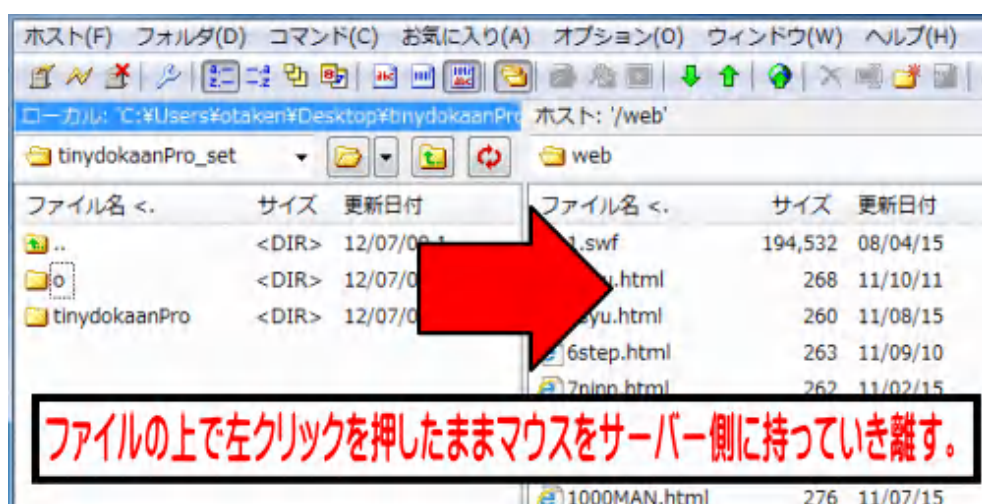 ホスト(F) フォルダ(D) コマンド(C) お気に入り(A) オプション(O) ウィンドウ(W) ヘルプ(H)
ローカル: 'C:¥Users¥otaken¥Desktop¥tinydokaanPro ホスト: '/web'
tinydokaanPro_set web
ファイル名 <. サイズ 更新日付 ファイル名 <. サイズ 更新日付
.. <DIR> 12/07/09 1.swf 194,532 08/04/15
o <DIR> 12/07/0 .html 268 11/10/11
tinydokaanPro <DIR> 12/07/0 eyu.html 260 11/08/15
6step.html 263 11/09/10
7ninn.html 262 11/02/15
ファイルの上で左クリックを押したままマウスをサーバー側に持っていき離す。
1000MAN.html 276 11/07/15